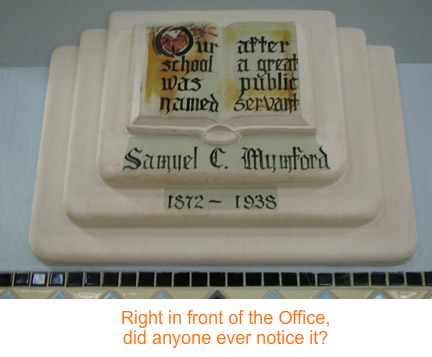 Our
school
was
named
after
a great
public
servant
Samuel C. Mumford
1872 ~ 1938
Right in front of the Office,
did anyone ever notice it?